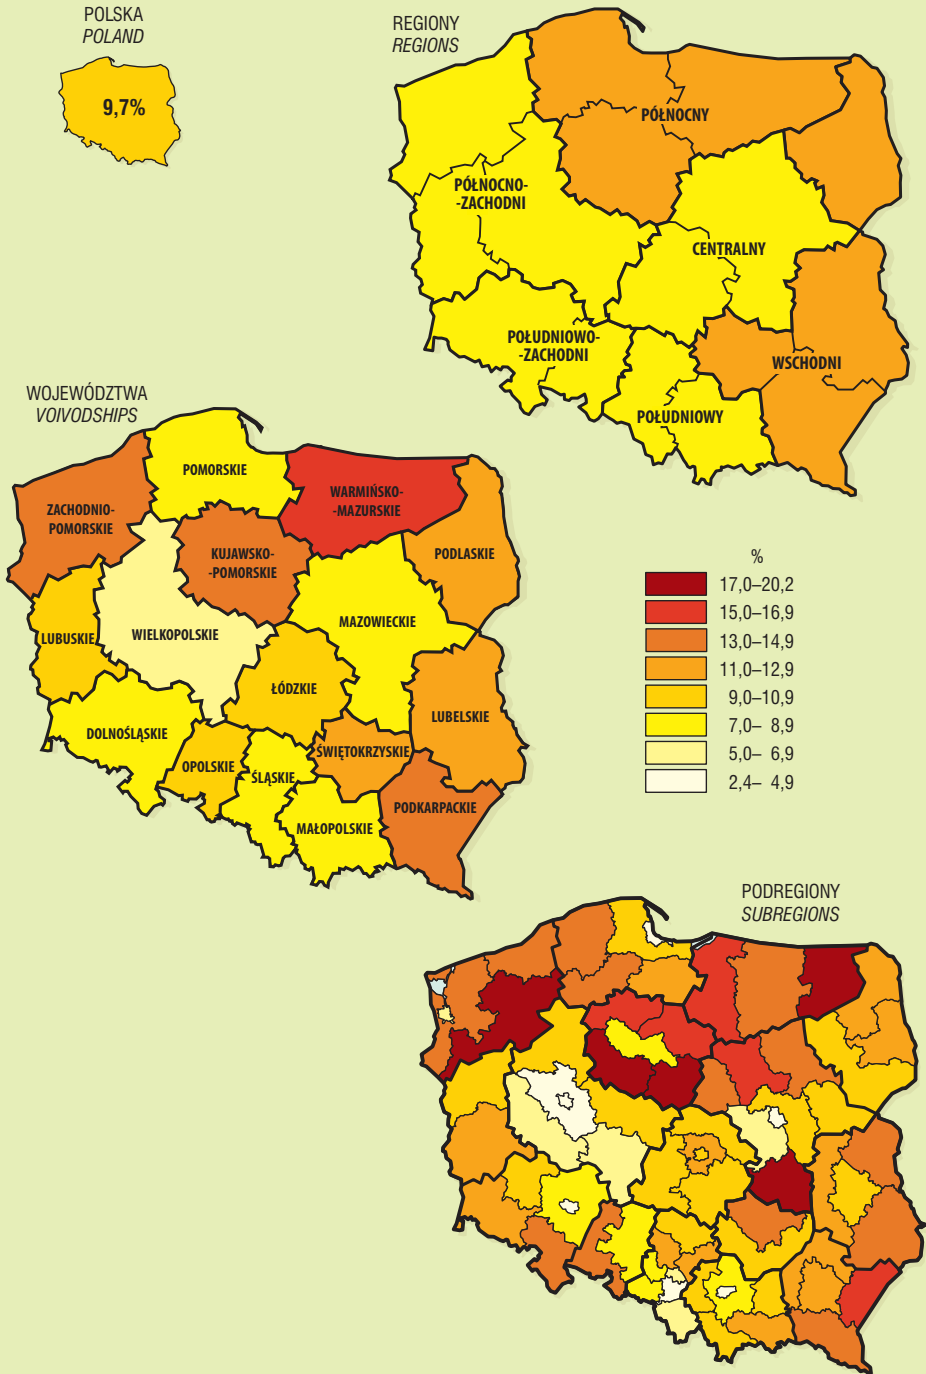 POLSKA
POLAND
9,7%
REGIONY
REGIONS
PÓŁNOCNY
PÓŁNOCNO-
-ZACHODNI
CENTRALNY
POŁUDNIOWO-
-ZACHODNI
WSCHODNI
POŁUDNIOWY
WOJEWÓDZTWA
VOIVODSHIPS
POMORSKIE
ZACHODNIO-
POMORSKIE
WARMIŃSKO-
-MAZURSKIE
KUJAWSKO-
-POMORSKIE
PODLASKIE
LUBUSKIE
WIELKOPOLSKIE
MAZOWIECKIE
ŁÓDZKIE
DOLNOŚLĄSKIE
LUBELSKIE
OPOLSKIE
ŚLĄSKIE
ŚWIĘTOKRZYSKIE
MAŁOPOLSKIE
PODKARPACKIE
%
17,0–20,2
15,0–16,9
13,0–14,9
11,0–12,9
9,0–10,9
7,0– 8,9
5,0– 6,9
2,4– 4,9
PODREGIONY
SUBREGIONS